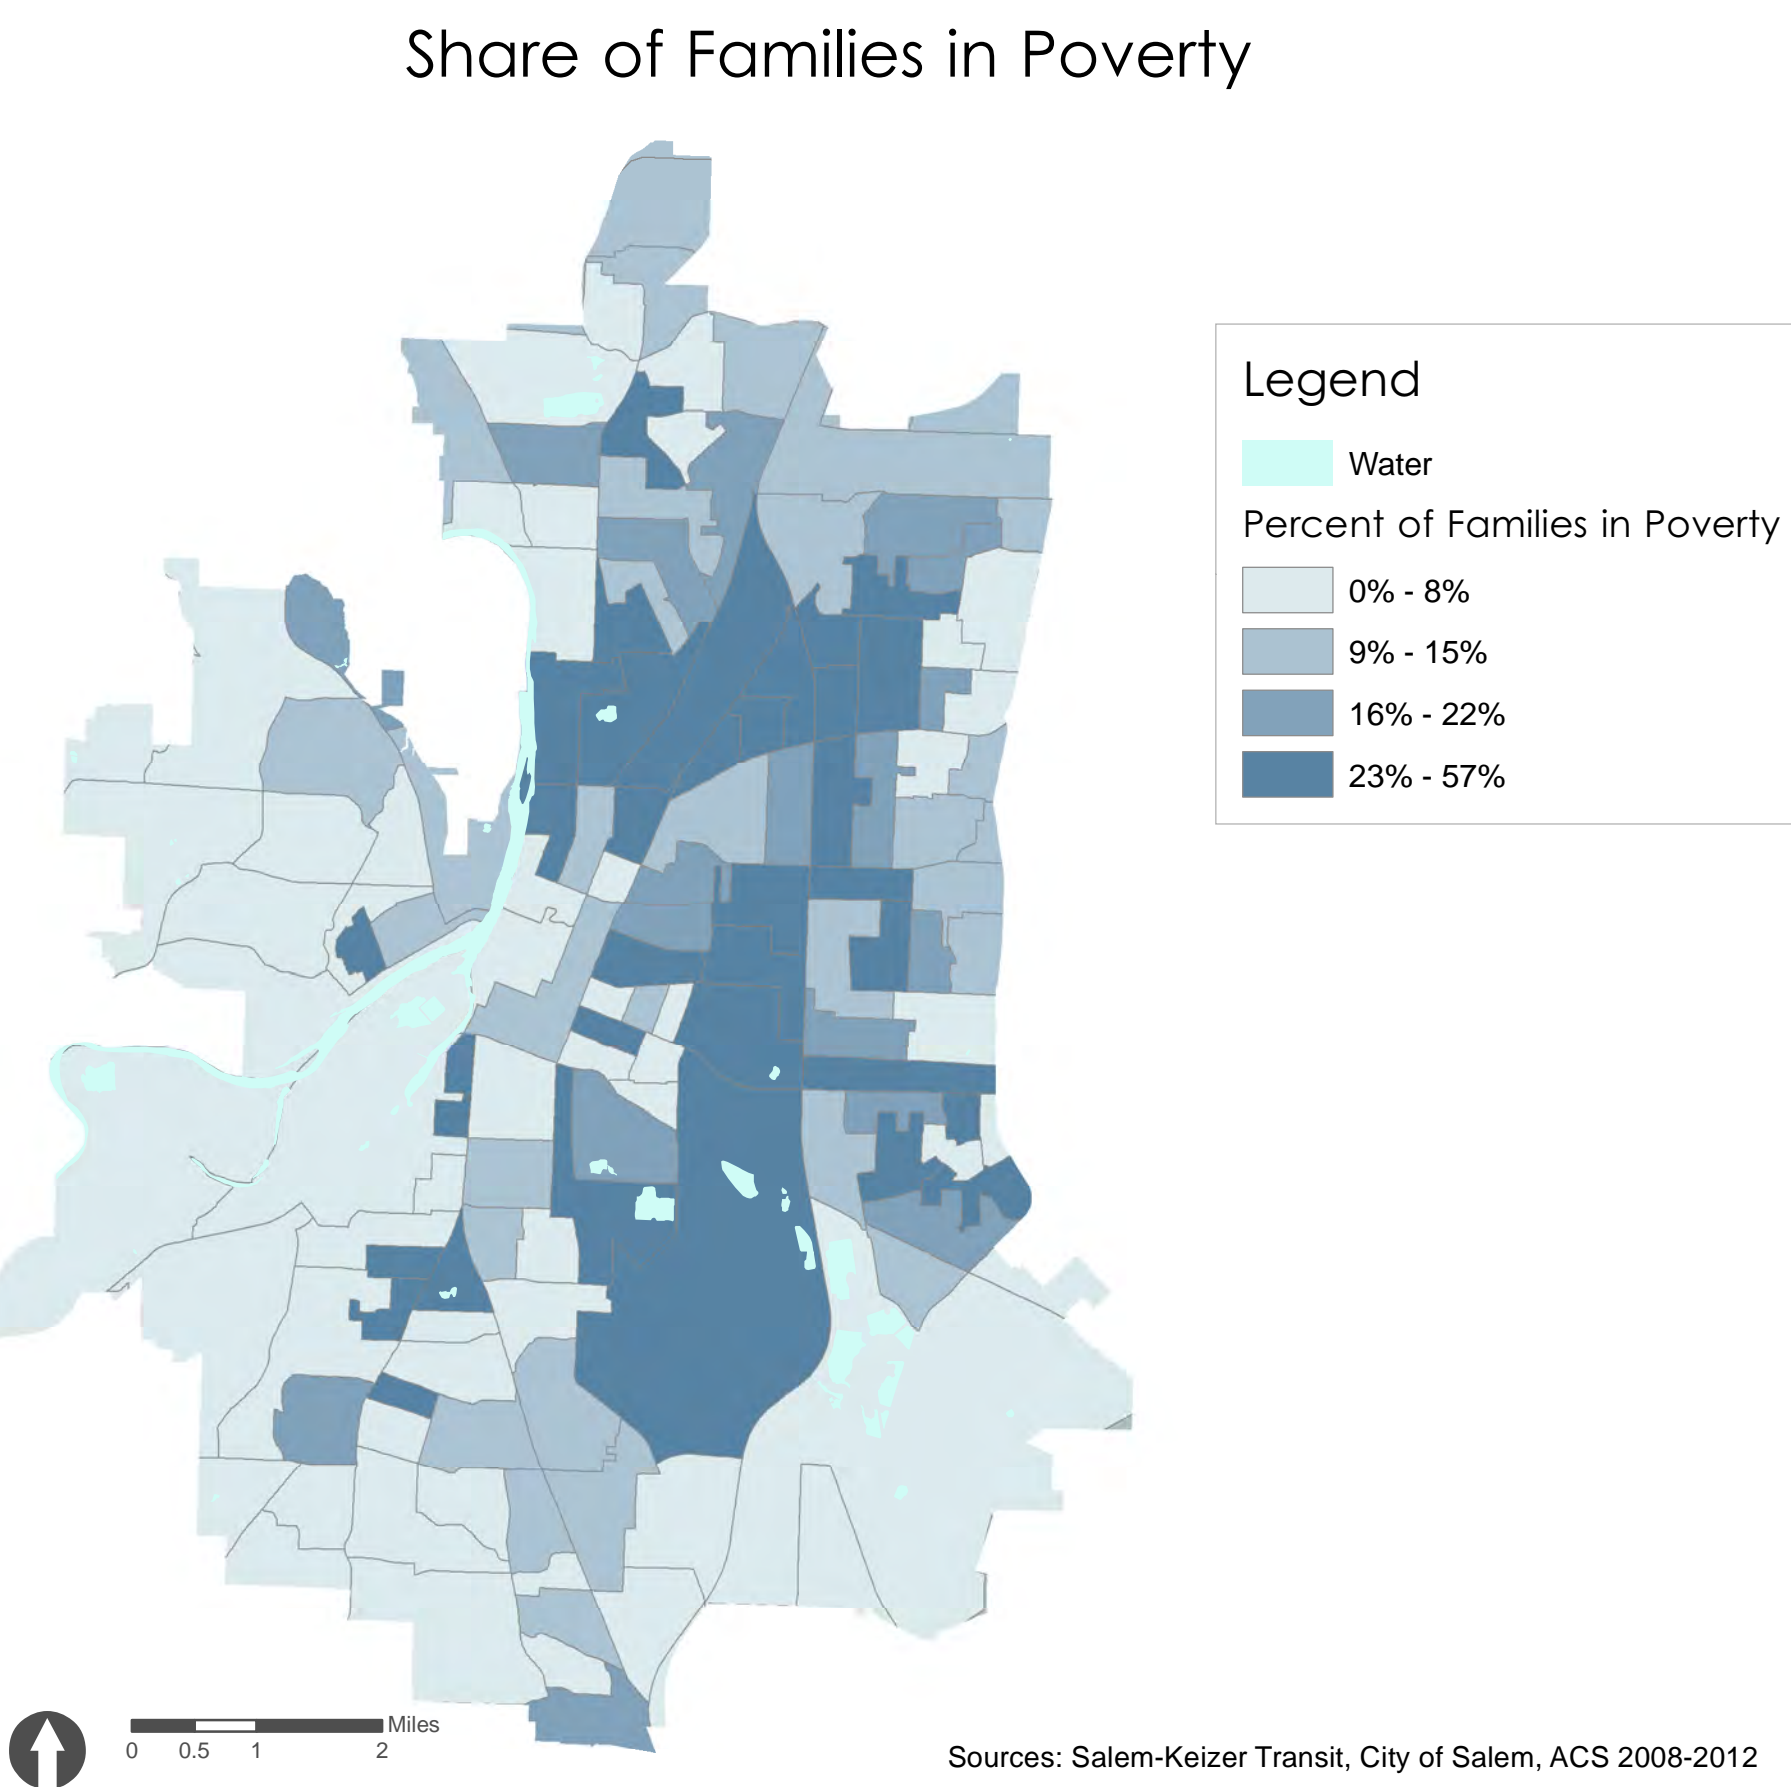 Share of Families in Poverty
Legend
Water
Percent of Families in Poverty
0% - 8%
9% - 15%
16% - 22%
23% - 57%
Miles
0 0.5 1 2
Sources: Salem-Keizer Transit, City of Salem, ACS 2008-2012